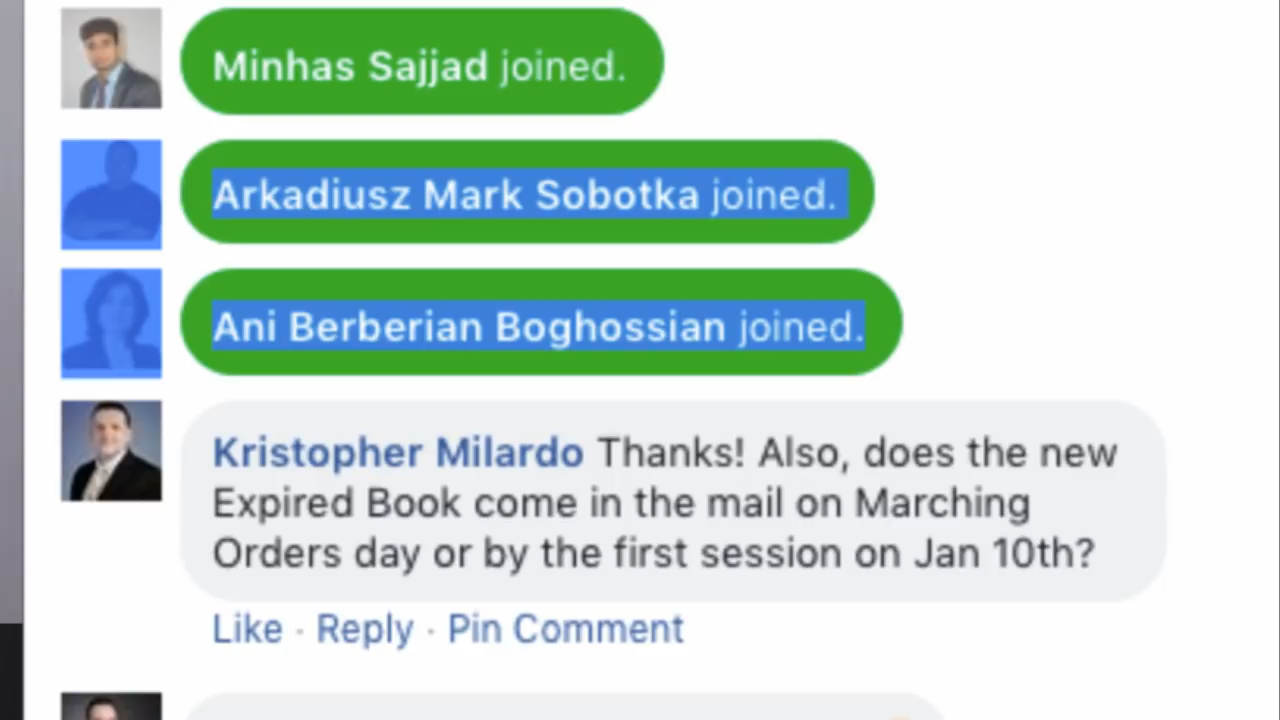 Minhas Sajjad joined.
Arkadiusz Mark Sobotka joined.
Ani Berberian Boghossian joined.
Kristopher Milardo Thanks! Also, does the new
Expired Book come in the mail on Marching
Orders day or by the first session on Jan 10th?
Like · Reply · Pin Comment